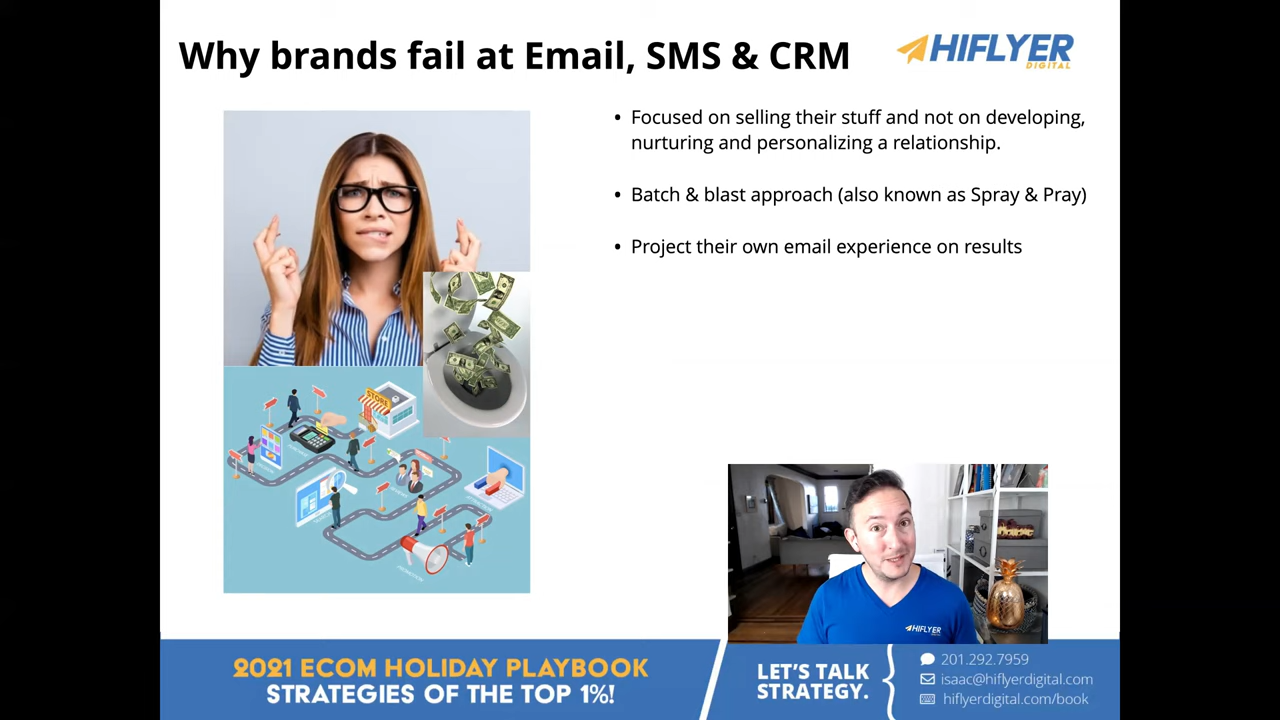 Why brands fail at Email, SMS & CRM
HIFLYER
DIGITAL
• Focused on selling their stuff and not on developing,
nurturing and personalizing a relationship.
• Batch & blast approach (also known as Spray & Pray)
• Project their own email experience on results
STORE
HIFLYER
2021 ECOM HOLIDAY PLAYBOOK
STRATEGIES OF THE TOP 1%!
LET'S TALK
STRATEGY.
201.292.7959
isaac@hiflyerdigital.com
hiflyerdigital.com/book